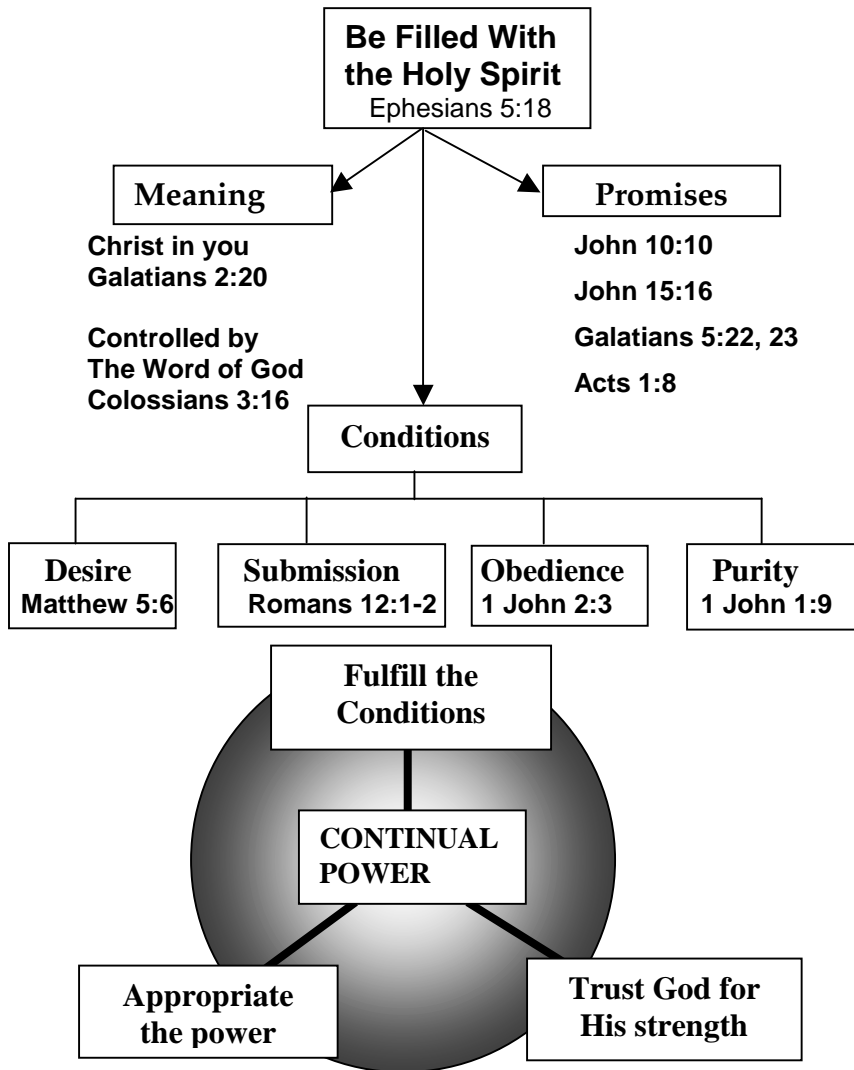 Be Filled With
the Holy Spirit
Ephesians 5:18
Meaning
Christ in you
Galatians 2:20
Controlled by
The Word of God
Colossians 3:16
Promises
John 10:10
John 15:16
Galatians 5:22, 23
Acts 1:8
Conditions
Desire
Matthew 5:6
Submission
Romans 12:1-2
Obedience
1 John 2:3
Purity
1 John 1:9
Fulfill the
Conditions
CONTINUAL
POWER
Appropriate
the power
Trust God for
His strength